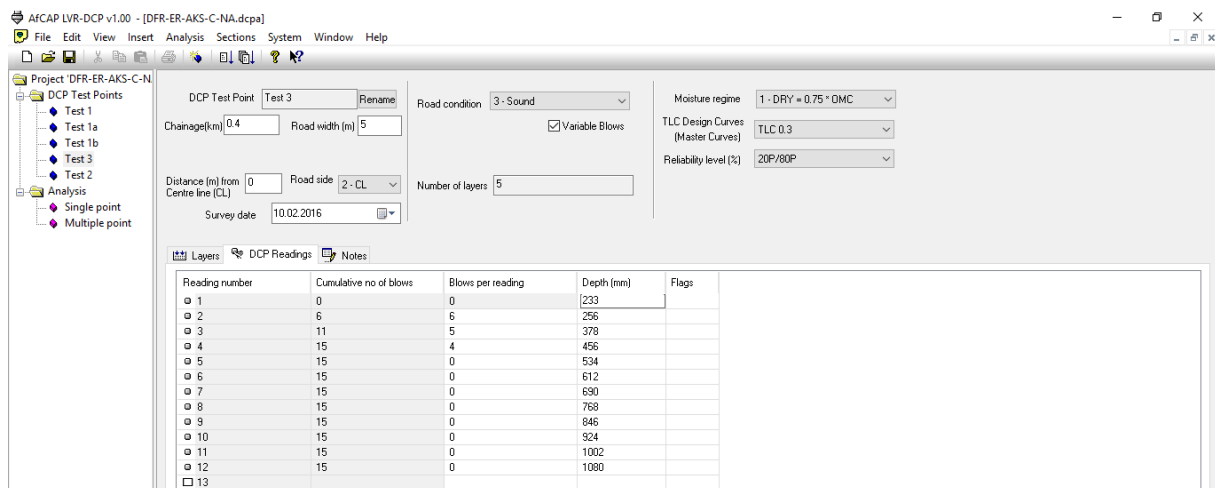 AfCAP LVR-DCP v1.00 - [DFR-ER-AKS-C-NA.dcpa]
File Edit View Insert Analysis Sections System Window Help
Project 'DFR-ER-AKS-C-N
DCP Test Points
Test 1
Test 1a
Test 1b
Test 3
Test 2
Analysis
Single point
Multiple point
DCP Test Point Test 3 Rename
Chainage(km) 0.4 Road width (m) 5
Distance (m) from Centre line (CL) 0 Road side 2 - CL
Survey date 10.02.2016
Road condition 3 - Sound
Variable Blows
Number of layers 5
Moisture regime 1 - DRY = 0.75 * OMC
TLC Design Curves (Master Curves) TLC 0.3
Reliability level (%) 20P/80P
Layers DCP Readings Notes
Reading number Cumulative no of blows Blows per reading Depth (mm) Flags
1 0 0 233
2 6 6 256
3 11 5 378
4 15 4 456
5 15 0 534
6 15 0 612
7 15 0 690
8 15 0 768
9 15 0 846
10 15 0 924
11 15 0 1002
12 15 0 1080
13